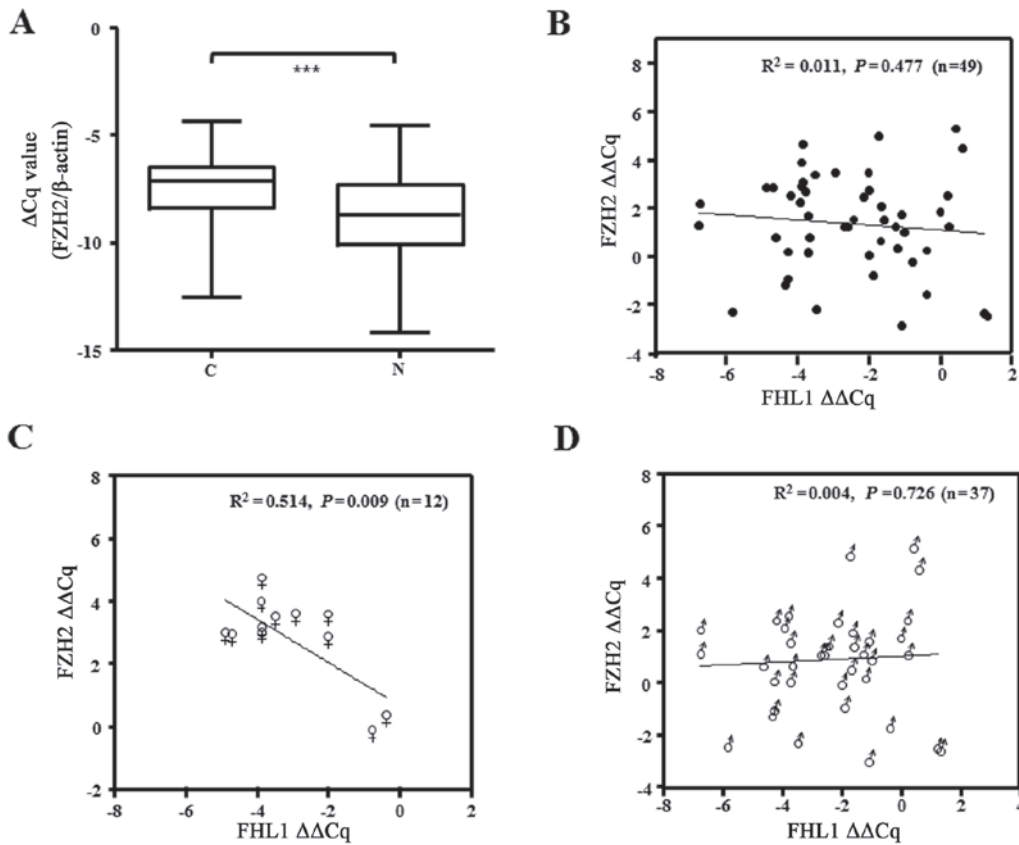 A
0
-5
-10
-15
ΔCq value
(FZH2/β-actin)
***
C
N
B
R² = 0.011, P = 0.477 (n=49)
8
6
4
2
0
-2
-4
FZH2 ΔΔCq
-8
-6
-4
-2
0
2
FHL1 ΔΔCq
C
R² = 0.514, P = 0.009 (n=12)
8
6
4
2
0
-2
FZH2 ΔΔCq
-8
-6
-4
-2
0
2
FHL1 ΔΔCq
D
R² = 0.004, P = 0.726 (n=37)
8
6
4
2
0
-2
-4
FZH2 ΔΔCq
-8
-6
-4
-2
0
2
4
FHL1 ΔΔCq